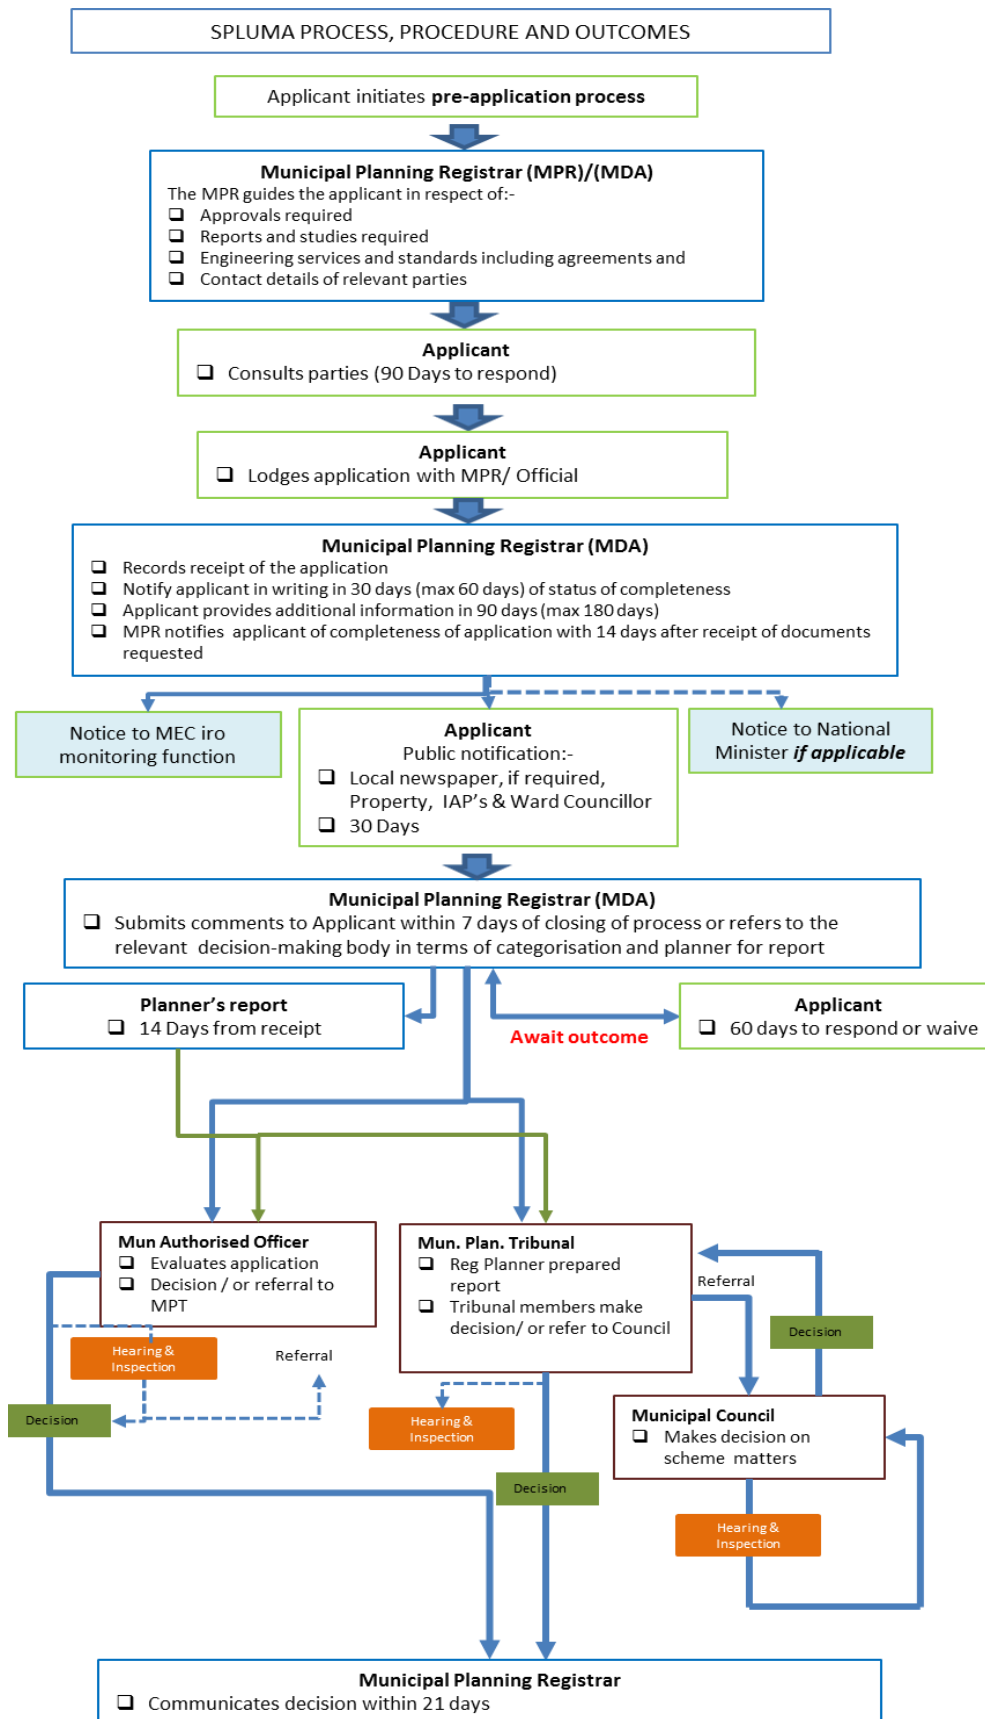 SPLUMA PROCESS, PROCEDURE AND OUTCOMES
Applicant initiates pre-application process
Municipal Planning Registrar (MPR)/(MDA)
The MPR guides the applicant in respect of:-
❑ Approvals required
❑ Reports and studies required
❑ Engineering services and standards including agreements and
❑ Contact details of relevant parties
Applicant
❑ Consults parties (90 Days to respond)
Applicant
❑ Lodges application with MPR/ Official
Municipal Planning Registrar (MDA)
❑ Records receipt of the application
❑ Notify applicant in writing in 30 days (max 60 days) of status of completeness
❑ Applicant provides additional information in 90 days (max 180 days)
❑ MPR notifies applicant of completeness of application with 14 days after receipt of documents
requested
Notice to MEC iro
monitoring function
Applicant
Public notification:-
❑ Local newspaper, if required,
Property, IAP's & Ward Councillor
❑ 30 Days
Notice to National
Minister if applicable
Municipal Planning Registrar (MDA)
❑ Submits comments to Applicant within 7 days of closing of process or refers to the
relevant decision-making body in terms of categorisation and planner for report
Planner's report
❑ 14 Days from receipt
Await outcome
Applicant
❑ 60 days to respond or waive
Mun Authorised Officer
❑ Evaluates application
❑ Decision / or referral to
MPT
Mun. Plan. Tribunal
❑ Reg Planner prepared
report
❑ Tribunal members make
decision/ or refer to Council
Referral
Decision
Hearing &
Inspection
Referral
Decision
Hearing &
Inspection
Municipal Council
❑ Makes decision on
scheme matters
Decision
Hearing &
Inspection
Municipal Planning Registrar
❑ Communicates decision within 21 days